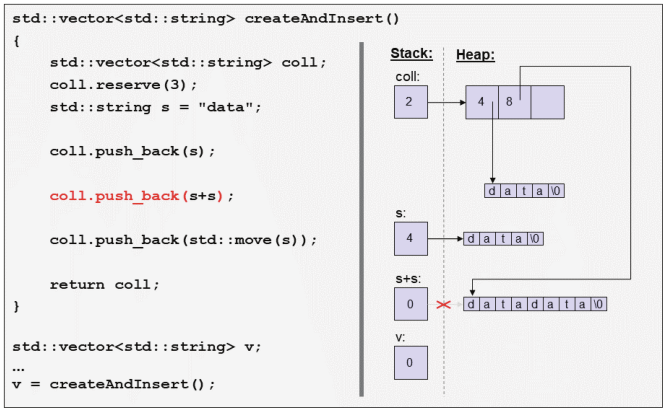 std::vector<std::string> createAndInsert()
{
    std::vector<std::string> coll;
    coll.reserve(3);
    std::string s = "data";
    coll.push_back(s);
    coll.push_back(s+s);
    coll.push_back(std::move(s));
    return coll;
}
std::vector<std::string> v;
...
v = createAndInsert();
Stack: Heap:
coll:
2 4 8
d a t a \0
s:
4 d a t a \0
s+s:
0 d a t a d a t a \0
v:
0